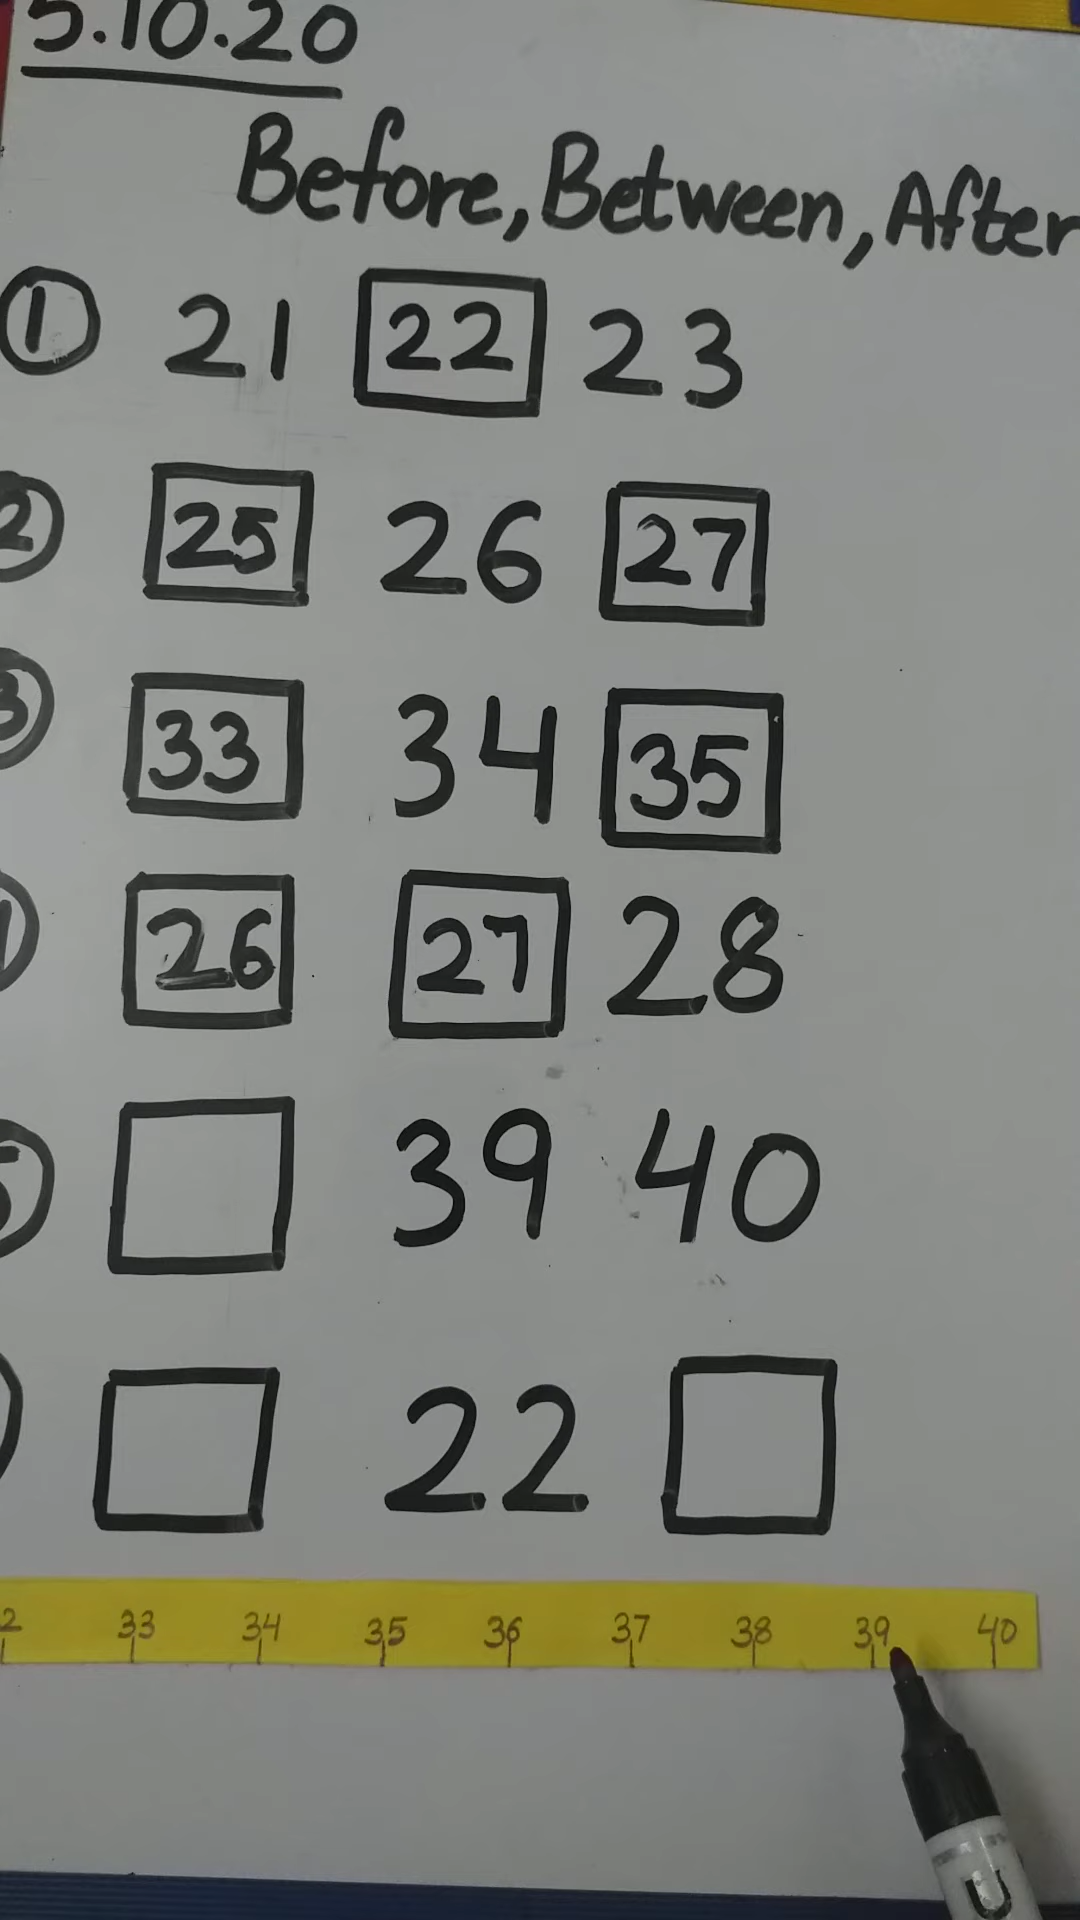 5.10.20
Before, Between, After
1 21 22 23
2 25 26 27
3 33 34 35
26 27 28
5 39 40
22
33 34 35 36 37 38 39 40
U